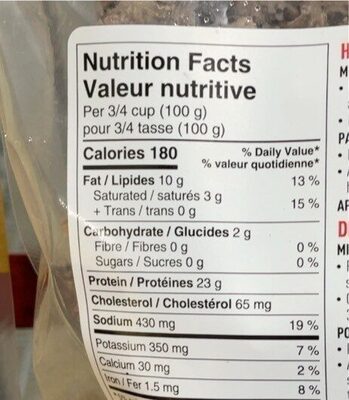 Nutrition Facts
Valeur nutritive
Per 3/4 cup (100 g)
pour 3/4 tasse (100 g)
Calories 180 % Daily Value*
% valeur quotidienne*
Fat / Lipides 10 g 13 %
Saturated / saturés 3 g
+ Trans / trans 0 g 15 %
Carbohydrate / Glucides 2 g
Fibre / Fibres 0 g 0 %
Sugars / Sucres 0 g 0 %
Protein / Protéines 23 g
Cholesterol / Cholestérol 65 mg
Sodium 430 mg 19 %
Potassium 350 mg 7 %
Calcium 30 mg 2 %
Iron / Fer 1.5 mg 8 %